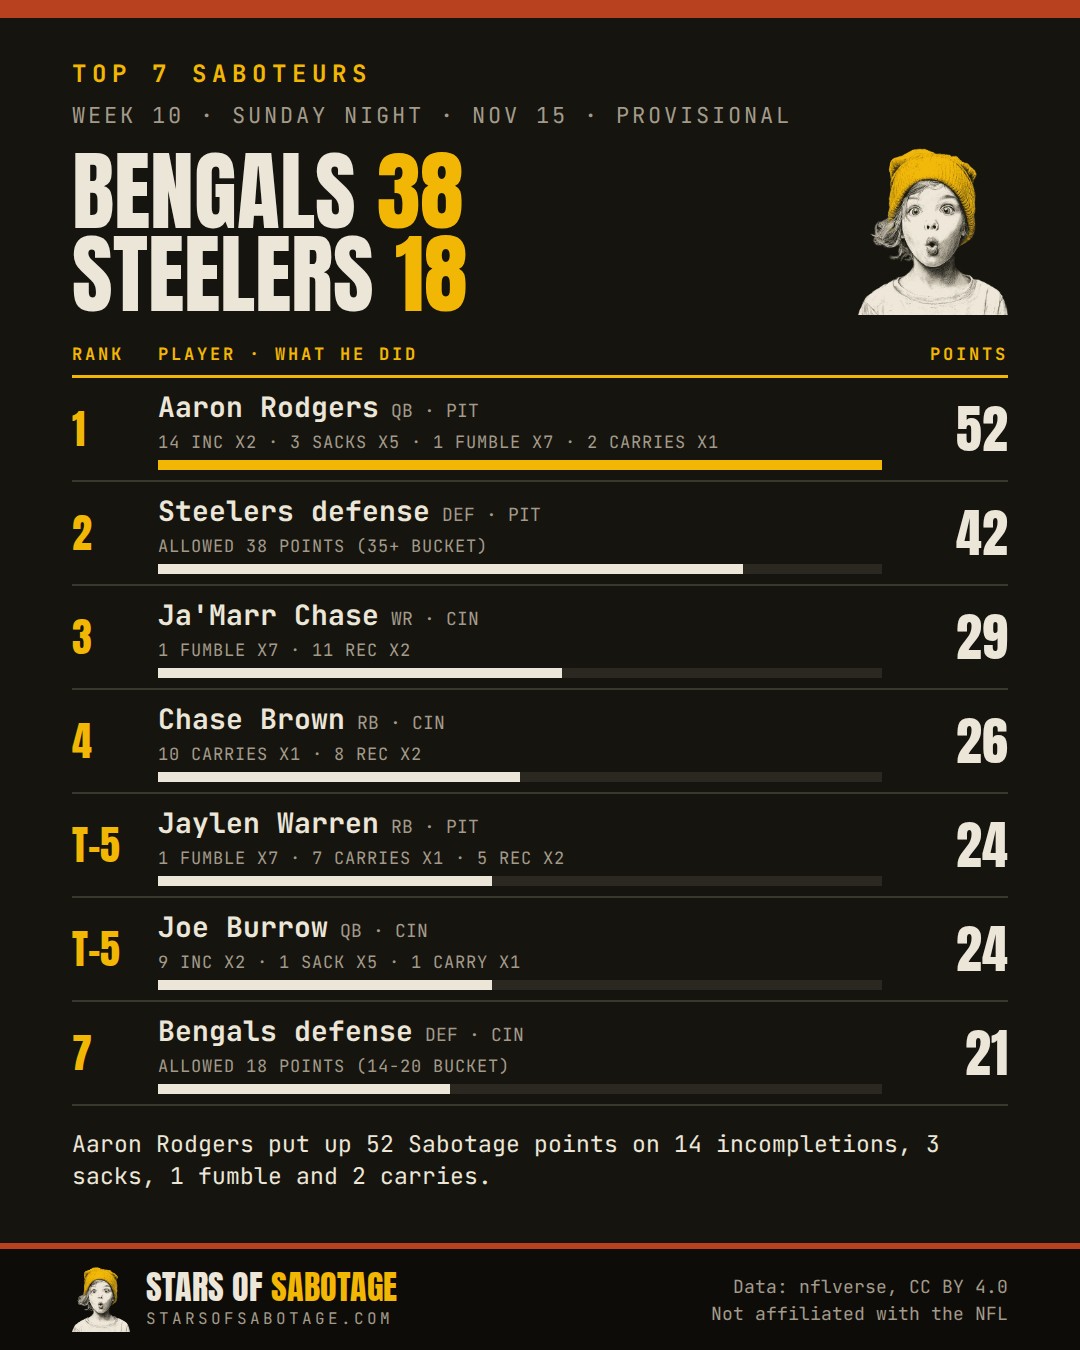 TOP 7 SABOTEURS
WEEK 10 · SUNDAY NIGHT · NOV 15 · PROVISIONAL
BENGALS 38
STEELERS 18
RANK PLAYER · WHAT HE DID POINTS
1 Aaron Rodgers QB · PIT 52
14 INC X2 · 3 SACKS X5 · 1 FUMBLE X7 · 2 CARRIES X1
2 Steelers defense DEF · PIT 42
ALLOWED 38 POINTS (35+ BUCKET)
3 Ja'Marr Chase WR · CIN 29
1 FUMBLE X7 · 11 REC X2
4 Chase Brown RB · CIN 26
10 CARRIES X1 · 8 REC X2
T-5 Jaylen Warren RB · PIT 24
1 FUMBLE X7 · 7 CARRIES X1 · 5 REC X2
T-5 Joe Burrow QB · CIN 24
9 INC X2 · 1 SACK X5 · 1 CARRY X1
7 Bengals defense DEF · CIN 21
ALLOWED 18 POINTS (14-20 BUCKET)
Aaron Rodgers put up 52 Sabotage points on 14 incompletions, 3
sacks, 1 fumble and 2 carries.
STARS OF SABOTAGE
STARSOFSABOTAGE.COM
Data: nflverse, CC BY 4.0
Not affiliated with the NFL